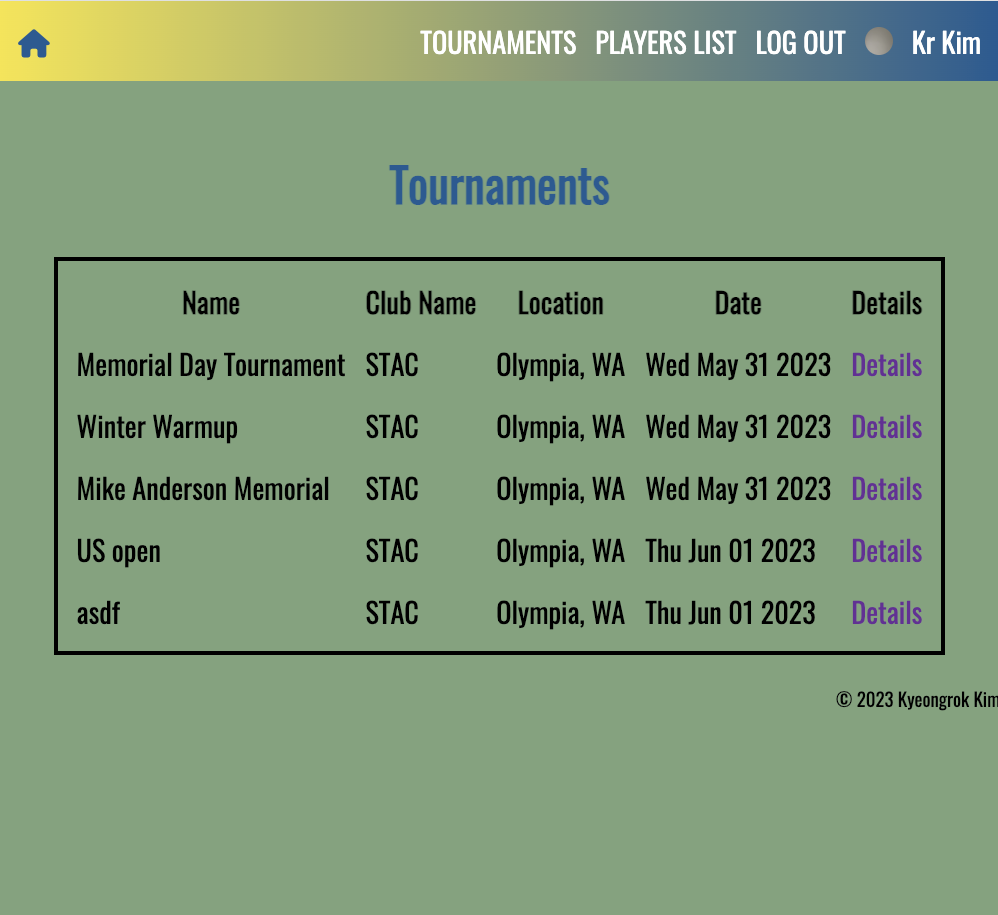 TOURNAMENTS PLAYERS LIST LOG OUT Kr Kim
Tournaments
Name Club Name Location Date Details
Memorial Day Tournament STAC Olympia, WA Wed May 31 2023 Details
Winter Warmup STAC Olympia, WA Wed May 31 2023 Details
Mike Anderson Memorial STAC Olympia, WA Wed May 31 2023 Details
US open STAC Olympia, WA Thu Jun 01 2023 Details
asdf STAC Olympia, WA Thu Jun 01 2023 Details
© 2023 Kyeongrok Kim